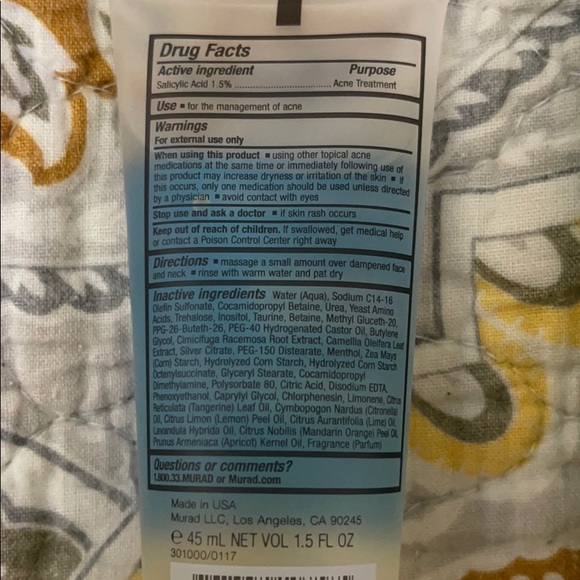 Drug Facts
Active ingredient Purpose
Salicylic Acid 1.5% ........................................ Acne Treatment
Use ▪ for the management of acne
Warnings
For external use only
When using this product ▪ using other topical acne
medications at the same time or immediately following use of
this product may increase dryness or irritation of the skin ▪ If
this occurs, only one medication should be used unless directed
by a physician ▪ avoid contact with eyes
Stop use and ask a doctor ▪ if skin rash occurs
Keep out of reach of children. If swallowed, get medical help
or contact a Poison Control Center right away
Directions ▪ massage a small amount over dampened face
and neck ▪ rinse with warm water and pat dry
Inactive ingredients Water (Aqua), Sodium C14-16
Olefin Sulfonate, Cocamidopropyl Betaine, Urea, Yeast Amino
Acids, Trehalose, Inositol, Taurine, Betaine, Methyl Gluceth-20,
PPG-26-Buteth-26, PEG-40 Hydrogenated Castor Oil, Butylene
Glycol, Cimicifuga Racemosa Root Extract, Camellia Oleifera Leaf
Extract, Silver Citrate, PEG-150 Distearate, Menthol, Zea Mays
(Corn) Starch, Hydrolyzed Corn Starch, Hydrolyzed Corn Starch
Octenylsuccinate, Glyceryl Stearate, Cocamidopropyl
Dimethylamine, Polysorbate 80, Citric Acid, Disodium EDTA,
Phenoxyethanol, Caprylyl Glycol, Chlorphenesin, Limonene, Citrus
Reticulata (Tangerine) Leaf Oil, Cymbopogon Nardus (Citronella)
Oil, Citrus Limon (Lemon) Peel Oil, Citrus Aurantifolia (Lime) Oil,
Lavandula Hybrida Oil, Citrus Nobilis (Mandarin Orange) Peel Oil,
Prunus Armeniaca (Apricot) Kernel Oil, Fragrance (Parfum)
Questions or comments?
1.800.33.MURAD or Murad.com
Made in USA
Murad LLC, Los Angeles, CA 90245
℮ 45 mL NET VOL 1.5 FL OZ
301000/0117